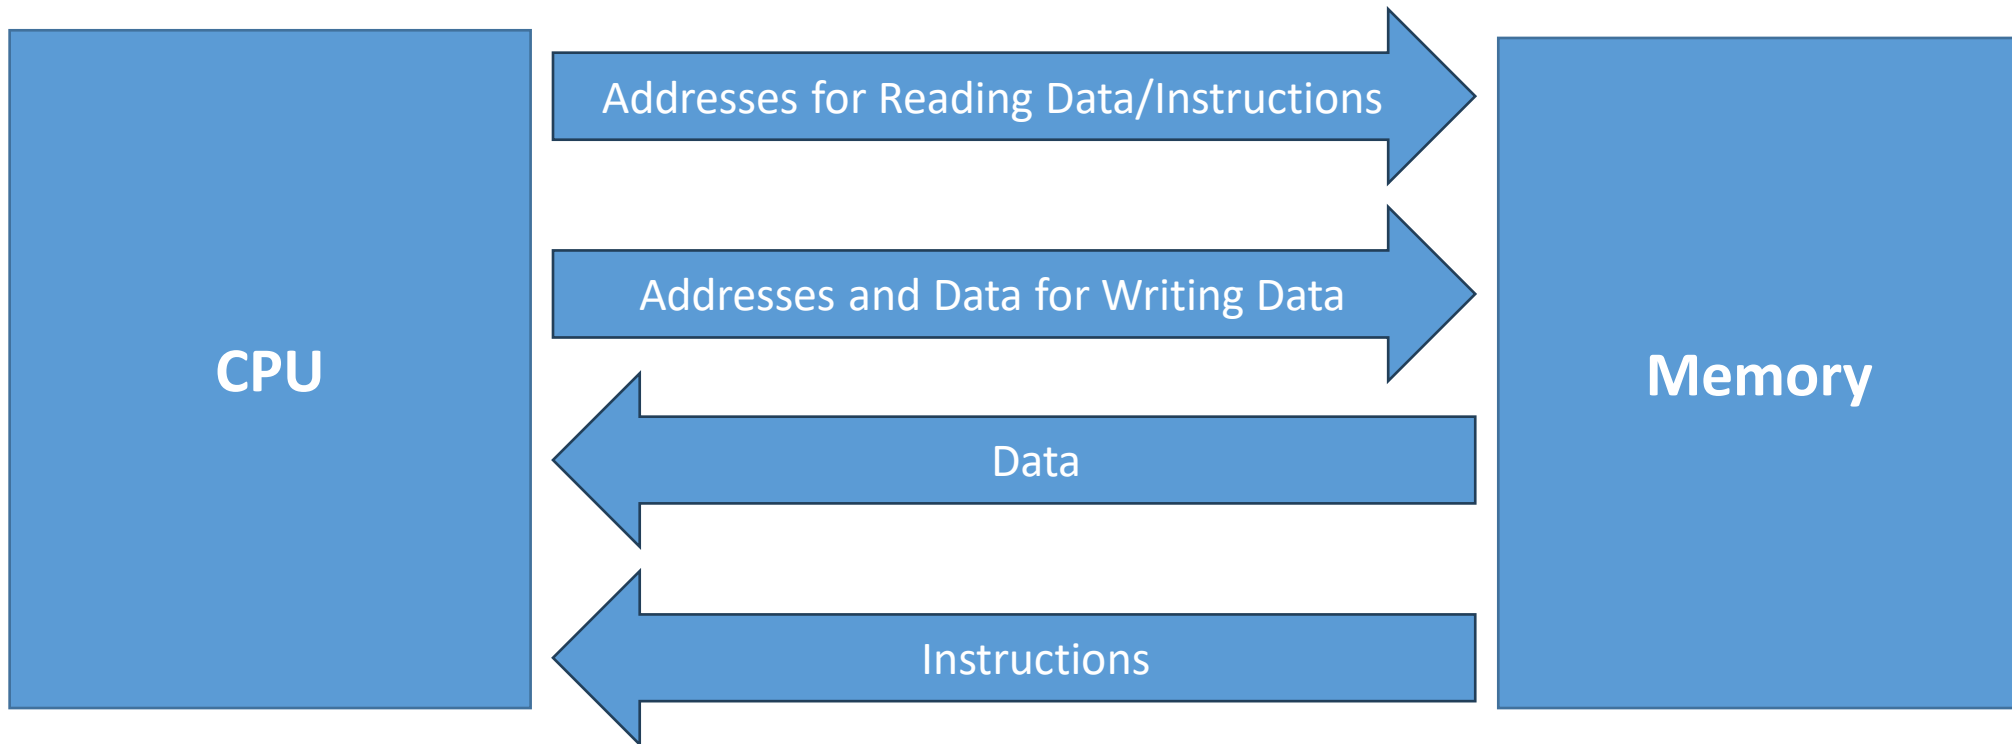 CPU
Addresses for Reading Data/Instructions
Addresses and Data for Writing Data
Data
Instructions
Memory